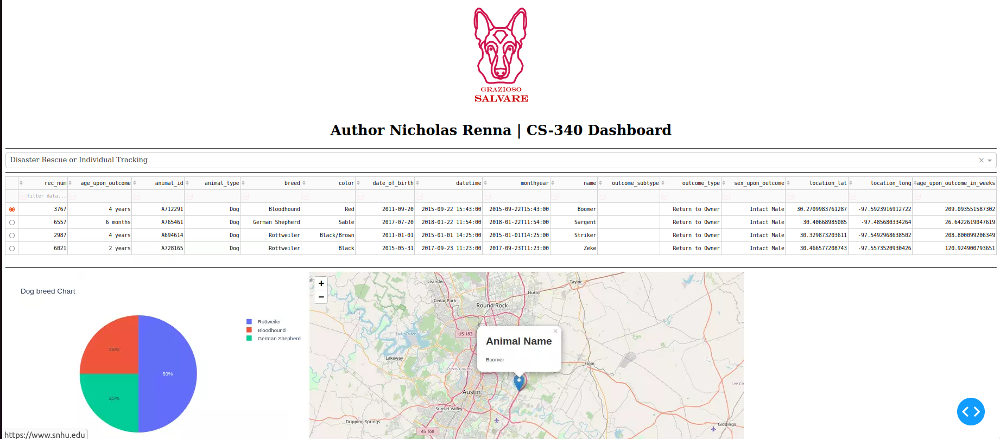 GRAZIOSO
SALVARE
Author Nicholas Renna | CS-340 Dashboard
Disaster Rescue or Individual Tracking
rec_num age_upon_outcome animal_id animal_type breed color date_of_birth datetime monthyear name outcome_subtype outcome_type sex_upon_outcome location_lat location_long age_upon_outcome_in_weeks
filter data...
3767 4 years A712291 Dog Bloodhound Red 2011-09-20 2015-09-22 15:43:00 2015-09-22T15:43:00 Boomer Return to Owner Intact Male 30.2709983761287 -97.5923916912722 209.093551587302
6557 6 months A765461 Dog German Shepherd Sable 2017-07-20 2018-01-22 11:54:00 2018-01-22T11:54:00 Sargent Return to Owner Intact Male 30.40668985085 -97.485680334264 26.6422619047619
2987 4 years A694614 Dog Rottweiler Black/Brown 2011-01-01 2015-01-01 14:25:00 2015-01-01T14:25:00 Striker Return to Owner Intact Male 30.329873203611 -97.5492968638502 208.800099206349
6021 2 years A728165 Dog Rottweiler Black 2015-05-31 2017-09-23 11:23:00 2017-09-23T11:23:00 Zeke Return to Owner Intact Male 30.466577208743 -97.5573520930426 120.924900793651
Dog breed Chart
Rottweiler
Bloodhound
German Shepherd
25%
50%
25%
+
−
Leander
Taylor
Hutto
Cedar Park
Round Rock
US 183
Lake Travis
Animal Name
Boomer
Lakeway
Travis County
Elgin
Austin
Lee Co
Sunset Valley
Dripping Springs
Giddings
45 Toll
https://www.snhu.edu